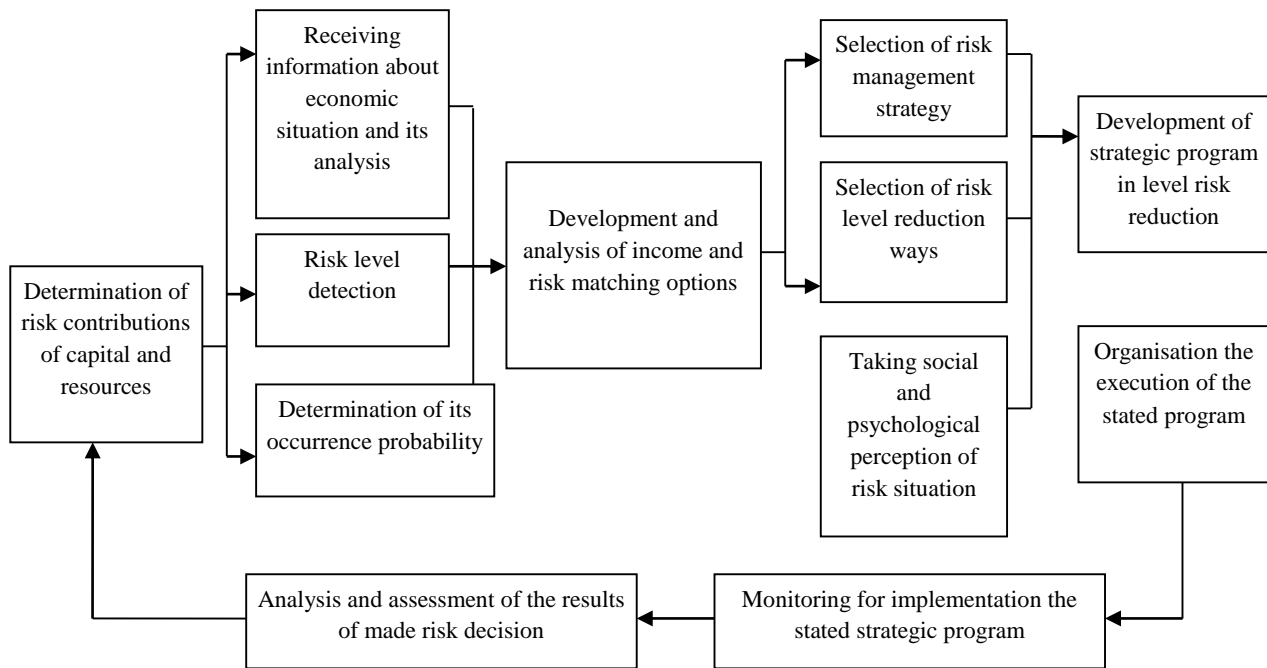 Receiving
information about
economic
situation and its
analysis
Risk level
detection
Determination of its
occurrence probability
Determination of
risk contributions
of capital and
resources
Development and
analysis of income and
risk matching options
Selection of risk
management
strategy
Selection of risk
level reduction
ways
Taking social and
psychological
perception of
risk situation
Development of
strategic program
in level risk
reduction
Organisation the
execution of the
stated program
Monitoring for implementation the
stated strategic program
Analysis and assessment of the results
of made risk decision